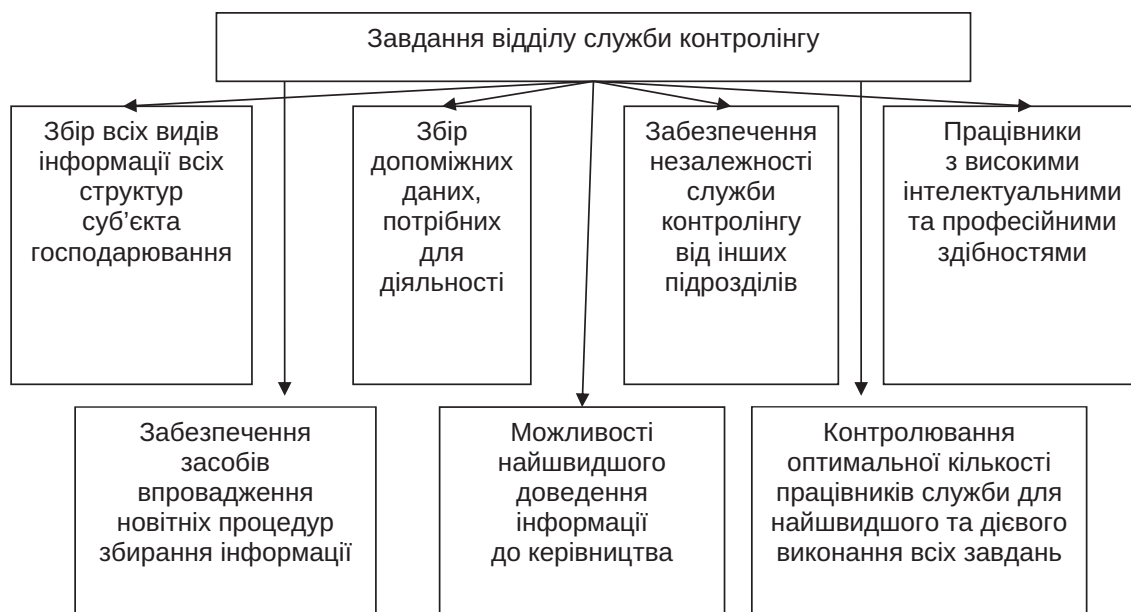 Завдання відділу служби контролінгу
Збір всіх видів
інформації всіх
структур
суб’єкта
господарювання
Збір
допоміжних
даних,
потрібних
для
діяльності
Забезпечення
незалежності
служби
контролінгу
від інших
підрозділів
Працівники
з високими
інтелектуальними
та професійними
здібностями
Забезпечення
засобів
впровадження
новітніх процедур
збирання інформації
Можливості
найшвидшого
доведення
інформації
до керівництва
Контролювання
оптимальної кількості
працівників служби для
найшвидшого та дієвого
виконання всіх завдань